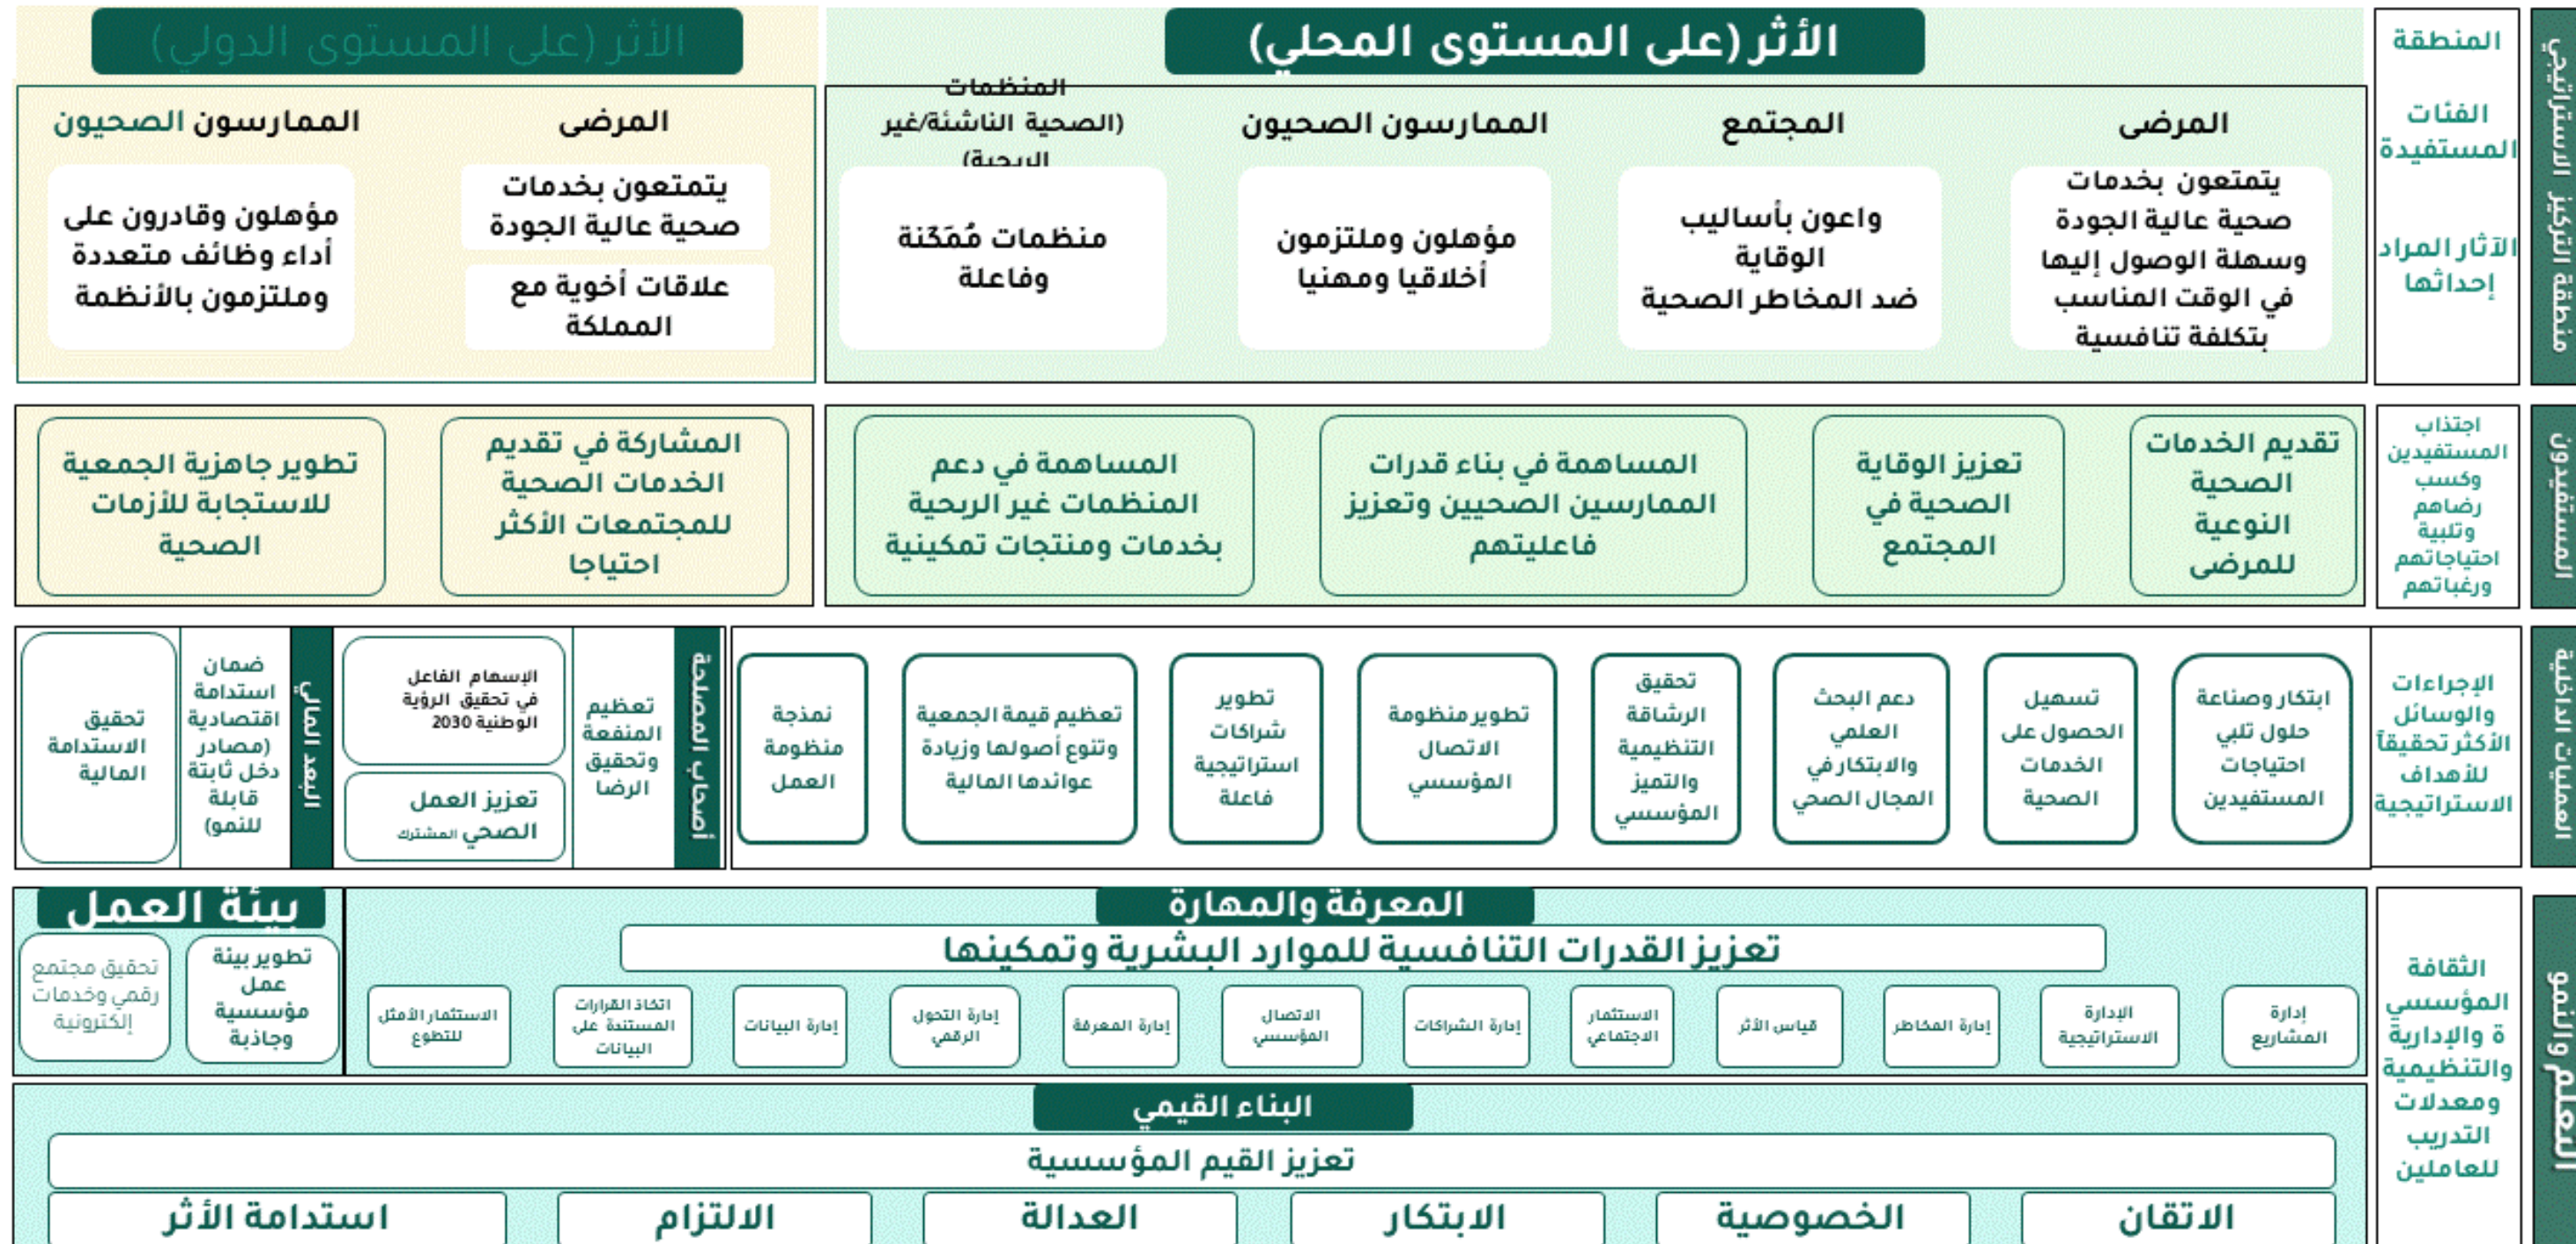 منطقة التركيز الاستراتيجي
المنطقة
الفئات
المستفيدة
الآثار المراد
إحداثها
الأثر (على المستوى المحلي)
المرضى
يتمتعون بخدمات
صحية عالية الجودة
وسهلة الوصول إليها
في الوقت المناسب
بتكلفة تنافسية
المجتمع
واعون بأساليب
الوقاية
ضد المخاطر الصحية
الممارسون الصحيون
مؤهلون وملتزمون
أخلاقيا ومهنيا
المنظمات
(الصحية الناشئة/غير
الربحية)
منظمات مُمَكّنة
وفاعلة
الأثر (على المستوى الدولي)
المرضى
يتمتعون بخدمات
صحية عالية الجودة
علاقات أخوية مع
المملكة
الممارسون الصحيون
مؤهلون وقادرون على
أداء وظائف متعددة
وملتزمون بالأنظمة
المستفيدون
اجتذاب
المستفيدين
وكسب
رضاهم
وتلبية
احتياجاتهم
ورغباتهم
تقديم الخدمات
الصحية
النوعية
للمرضى
تعزيز الوقاية
الصحية في
المجتمع
المساهمة في بناء قدرات
الممارسين الصحيين وتعزيز
فاعليتهم
المساهمة في دعم
المنظمات غير الربحية
بخدمات ومنتجات تمكينية
المشاركة في تقديم
الخدمات الصحية
للمجتمعات الأكثر
احتياجا
تطوير جاهزية الجمعية
للاستجابة للأزمات
الصحية
العمليات الداخلية
الإجراءات
والوسائل
الأكثر تحقيقاً
للأهداف
الاستراتيجية
ابتكار وصناعة
حلول تلبي
احتياجات
المستفيدين
تسهيل
الحصول على
الخدمات
الصحية
دعم البحث
العلمي
والابتكار في
المجال الصحي
تحقيق
الرشاقة
التنظيمية
والتميز
المؤسسي
تطوير منظومة
الاتصال
المؤسسي
تطوير
شراكات
استراتيجية
فاعلة
تعظيم قيمة الجمعية
وتنوع أصولها وزيادة
عوائدها المالية
نمذجة
منظومة
العمل
أصحاب المصلحة
تعظيم
المنفعة
وتحقيق
الرضا
الإسهام الفاعل
في تحقيق الرؤية
الوطنية 2030
تعزيز العمل
الصحي المشترك
البعد المالي
ضمان
استدامة
اقتصادية
(مصادر
دخل ثابتة
قابلة
للنمو)
تحقيق
الاستدامة
المالية
التعلم والنمو
الثقافة
المؤسسي
ة والإدارية
والتنظيمية
ومعدلات
التدريب
للعاملين
المعرفة والمهارة
تعزيز القدرات التنافسية للموارد البشرية وتمكينها
إدارة
المشاريع
الإدارة
الاستراتيجية
إدارة المخاطر
قياس الأثر
الاستثمار
الاجتماعي
إدارة الشراكات
الاتصال
المؤسسي
إدارة المعرفة
إدارة التحول
الرقمي
إدارة البيانات
اتخاذ القرارات
المستندة على
البيانات
الاستثمار الأمثل
للتطوع
بيئة العمل
تطوير بيئة
عمل
مؤسسية
وجاذبة
تحقيق مجتمع
رقمي وخدمات
إلكترونية
البناء القيمي
تعزيز القيم المؤسسية
الاتقان
الخصوصية
الابتكار
العدالة
الالتزام
استدامة الأثر